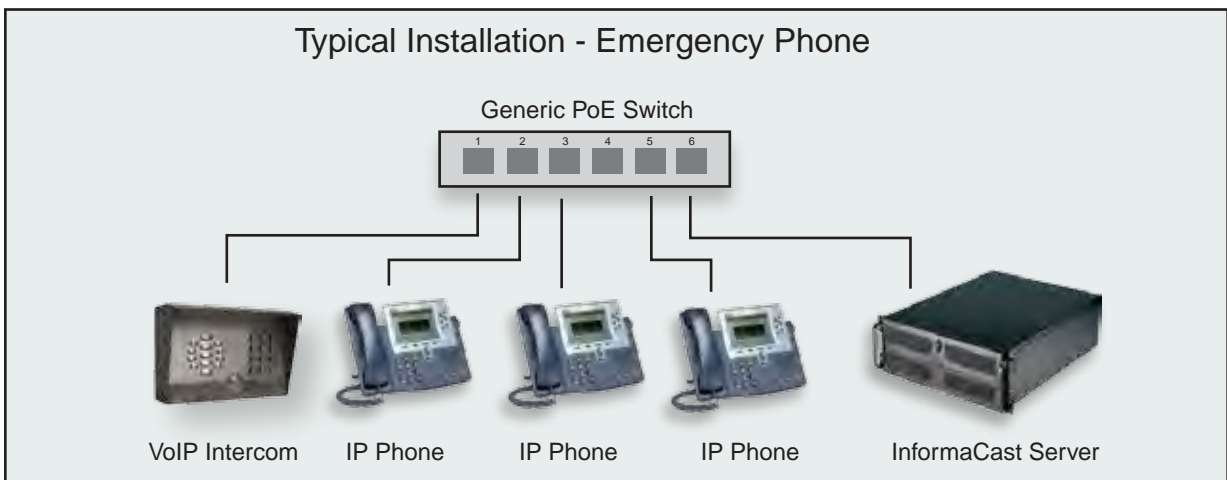 Typical Installation - Emergency Phone
Generic PoE Switch
1 2 3 4 5 6
VoIP Intercom IP Phone IP Phone IP Phone InformaCast Server